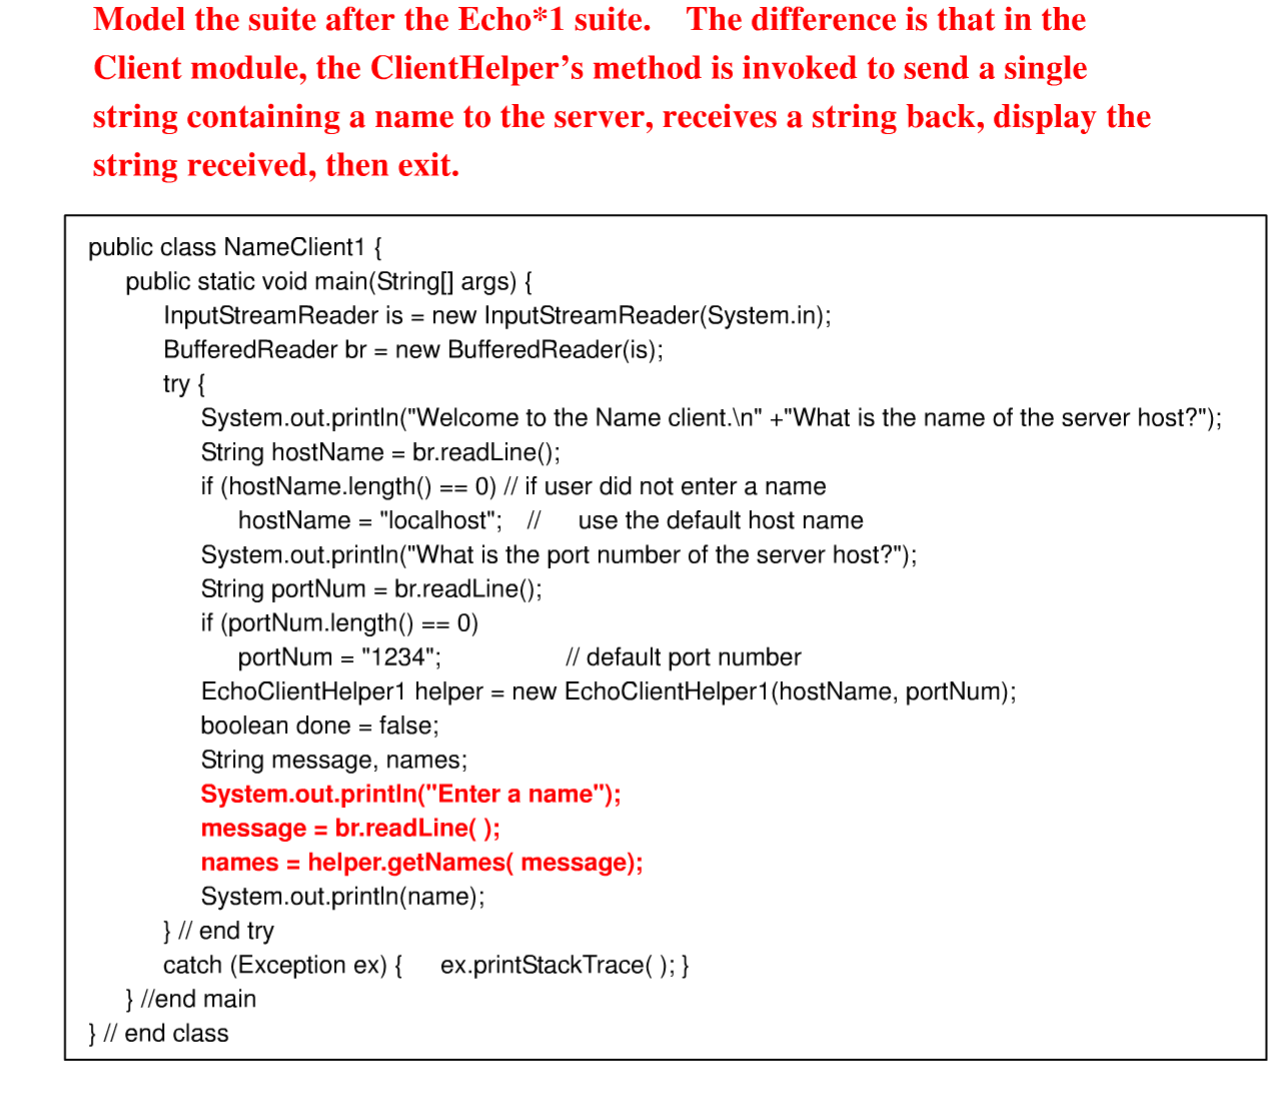 Model the suite after the Echo*1 suite. The difference is that in the
Client module, the ClientHelper's method is invoked to send a single
string containing a name to the server, receives a string back, display the
string received, then exit.
public class NameClient1 {
public static void main(String[] args) {
InputStreamReader is = new InputStreamReader(System.in);
BufferedReader br = new BufferedReader(is);
try {
System.out.println("Welcome to the Name client.\n" +"What is the name of the server host?");
String hostName = br.readLine();
if (hostName.length() == 0) // if user did not enter a name
hostName = "localhost"; // use the default host name
System.out.println("What is the port number of the server host?");
String portNum = br.readLine();
if (portNum.length() == 0)
portNum = "1234"; // default port number
EchoClientHelper1 helper = new EchoClientHelper1(hostName, portNum);
boolean done = false;
String message, names;
System.out.println("Enter a name");
message = br.readLine( );
names = helper.getNames( message);
System.out.println(name);
} // end try
catch (Exception ex) { ex.printStackTrace( ); }
} //end main
} // end class